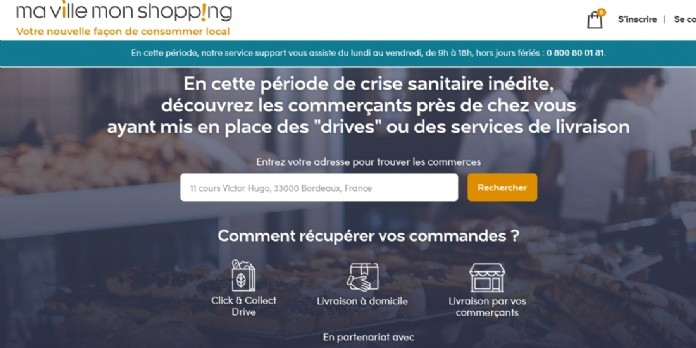 ma ville mon shopp!ng
Votre nouvelle façon de consommer local
0
S'inscrire | Se co
En cette période, notre service support vous assiste du lundi au vendredi, de 9h à 18h, hors jours fériés : 0 800 80 01 81.
En cette période de crise sanitaire inédite,
découvrez les commerçants près de chez vous
ayant mis en place des "drives" ou des services de livraison
Entrez votre adresse pour trouver les commerces
11 cours Victor Hugo, 33000 Bordeaux, France
Rechercher
Comment récupérer vos commandes ?
Click & Collect
Drive
Livraison à domicile
Livraison par vos
commerçants
En partenariat avec